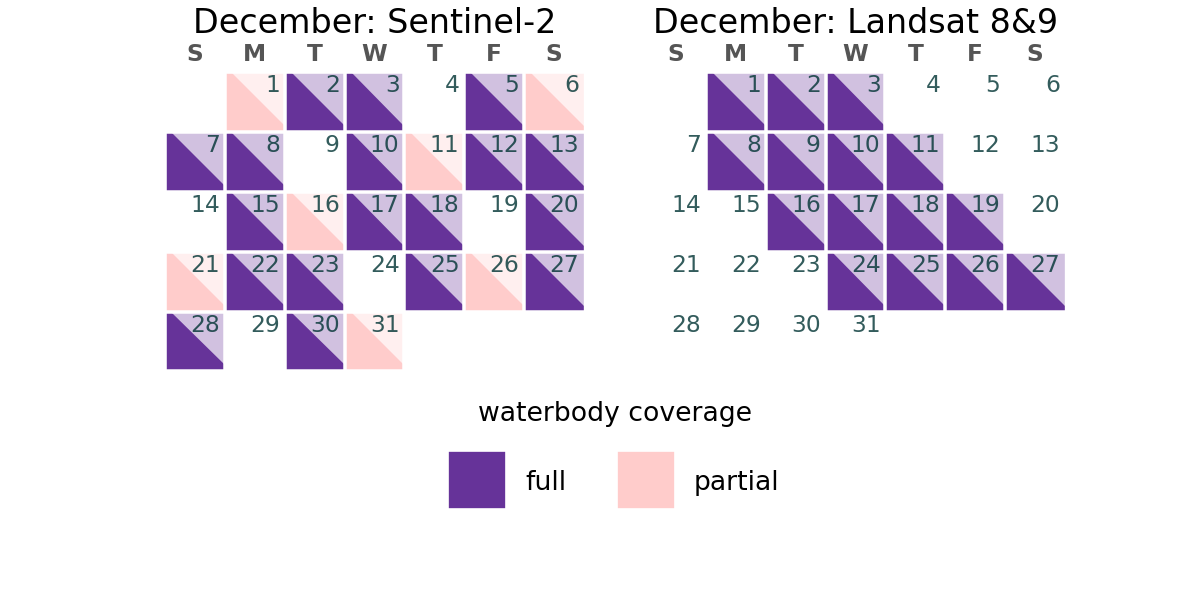 December: Sentinel-2
S M T W T F S
1 2 3 4 5 6
7 8 9 10 11 12 13
14 15 16 17 18 19 20
21 22 23 24 25 26 27
28 29 30 31
December: Landsat 8&9
S M T W T F S
1 2 3 4 5 6
7 8 9 10 11 12 13
14 15 16 17 18 19 20
21 22 23 24 25 26 27
28 29 30 31
waterbody coverage
full partial